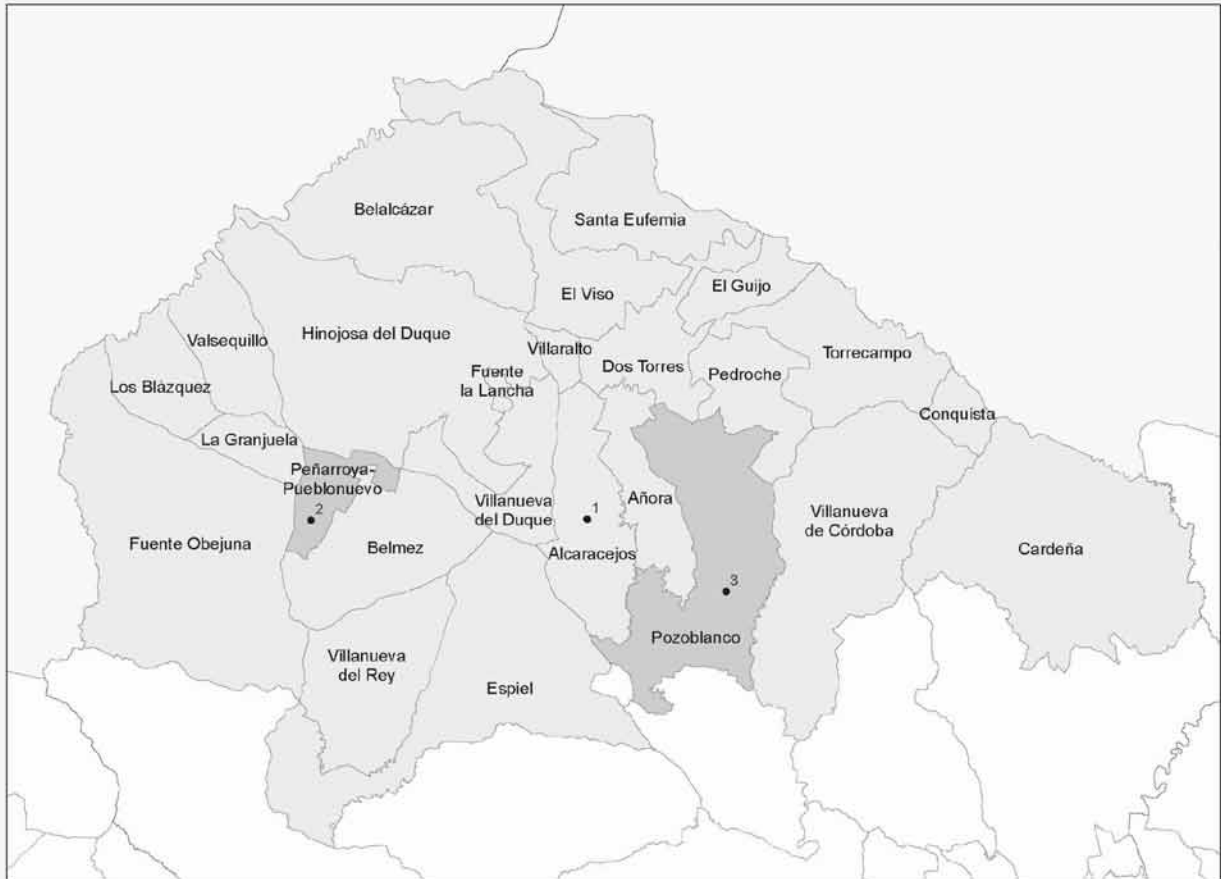 Belalcázar
Santa Eufemia
El Viso
El Guijo
Hinojosa del Duque
Valsequillo
Villaralto
Torrecampo
Dos Torres
Fuente
la Lancha
Pedroche
Los Blázquez
Conquista
La Granjuela
Peñarroya-
Pueblonuevo
Añora
Villanueva
del Duque
1
2
Villanueva
de Córdoba
Fuente Obejuna
Belmez
Alcaracejos
Cardeña
3
Pozoblanco
Villanueva
del Rey
Espiel